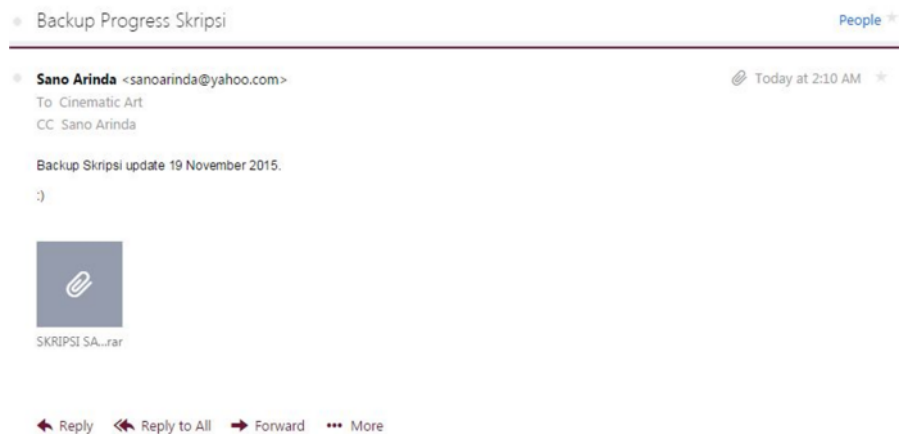 Backup Progress Skripsi
People
Sano Arinda <sanoarinda@yahoo.com>
Today at 2:10 AM
To Cinematic Art
CC Sano Arinda
Backup Skripsi update 19 November 2015.
:)
SKRIPSI SA...rar
Reply Reply to All Forward ••• More